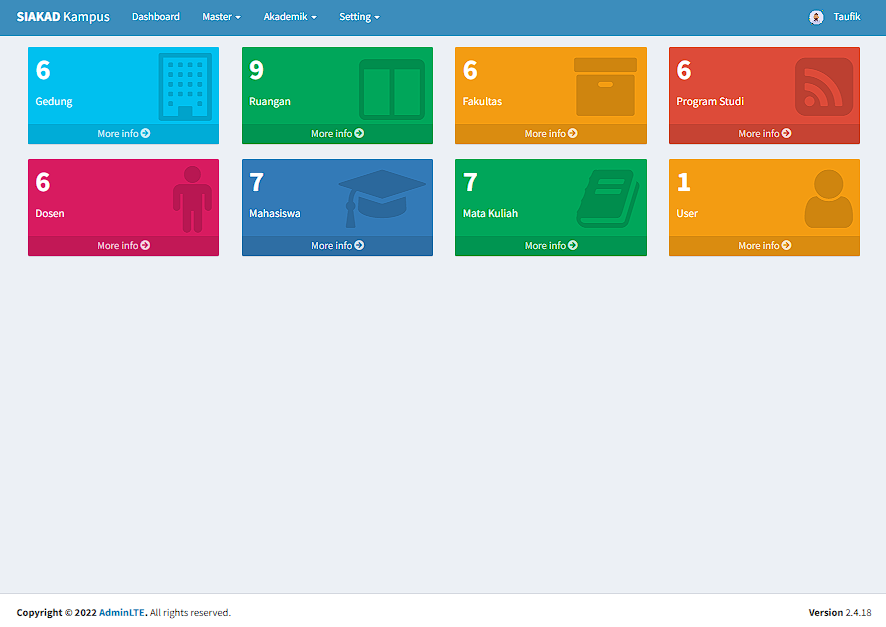 SIAKAD Kampus Dashboard Master Akademik Setting Taufik
6 9 6 6
Gedung Ruangan Fakultas Program Studi
More info More info More info More info
6 7 7 1
Dosen Mahasiswa Mata Kuliah User
More info More info More info More info
Copyright © 2022 AdminLTE. All rights reserved. Version 2.4.18